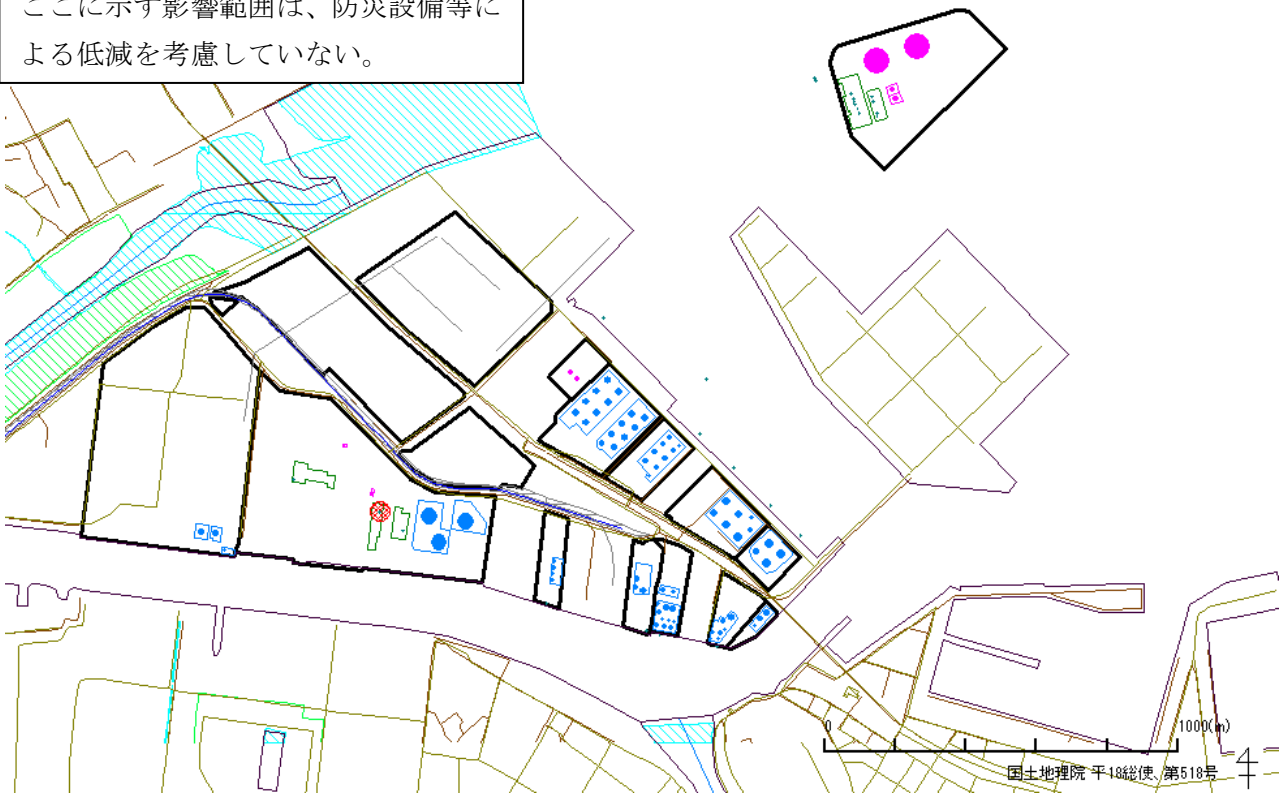 ここに示す影響範囲は、防災設備等に
よる低減を考慮していない。
0
1000(m)
国土地理院 平18総使、第518号